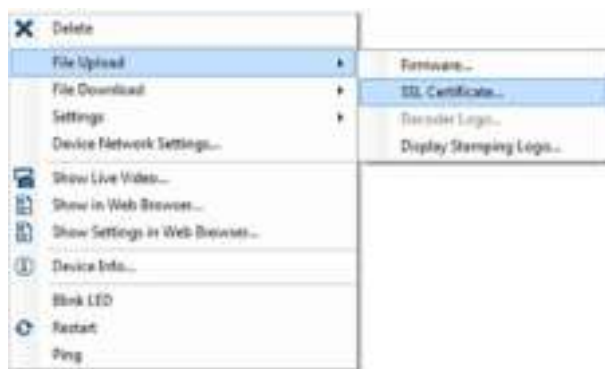 Delete
File Upload
File Download
Settings
Device Network Settings...
Show Live Video...
Show in Web Browser...
Show Settings in Web Browser...
Device Info...
Blink LED
Restart
Ping
Firmware...
SSL Certificate...
Decoder Logo...
Display Stamping Logo...